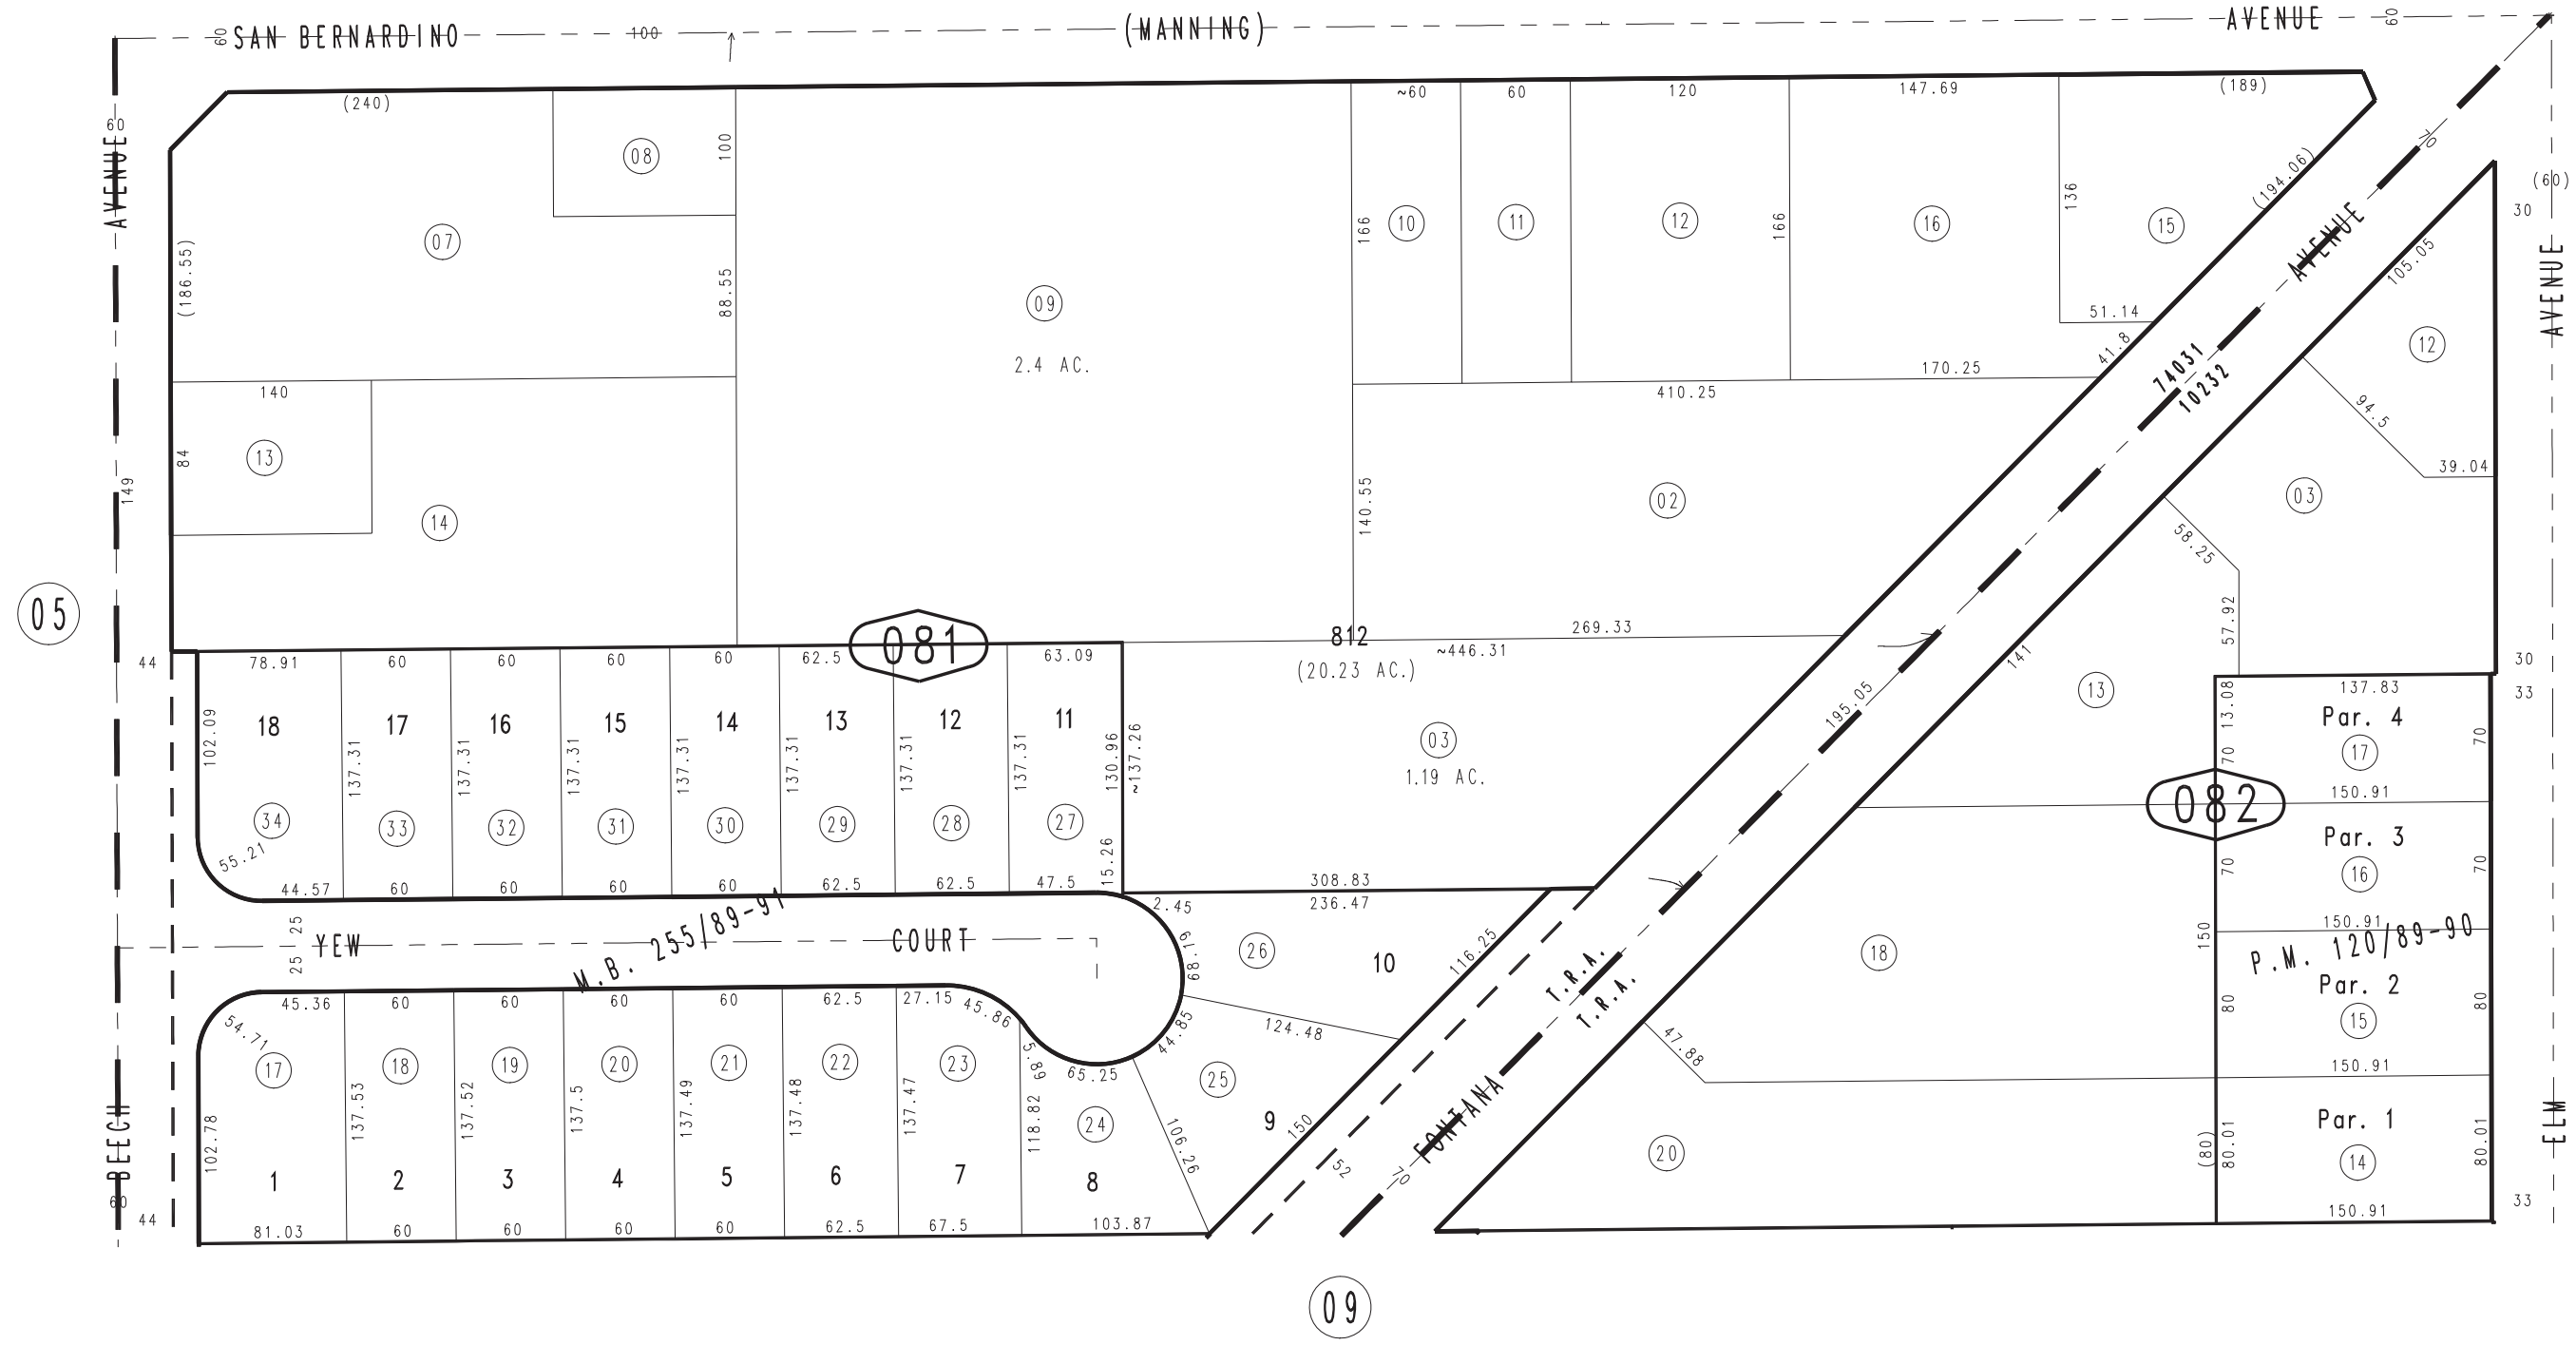 SAN BERNARDINO (MANNING) AVENUE
60 100 60
(240) ~60 60 120 147.69 (189)
60
AVENUE
08 100
07 (186.55) 88.55
09
2.4 AC.
166 10 11 12 166 16 136 15 (194.06)
51.14 41.8
170.25
410.25
70
AVENUE
74031
10232
(60)
30
AVENUE
105.05
12
94.5 39.04
03
140
84 13
149
14
140.55
02
58.25
57.92
05
081
812
(20.23 AC.)
269.33
~446.31
141
195.05
13
03
1.19 AC.
44
78.91 60 60 60 60 62.5 63.09
18 17 16 15 14 13 12 11
102.09 137.31 137.31 137.31 137.31 137.31 137.31 137.31 130.96 ~137.26
34 33 32 31 30 29 28 27
55.21 15.26
44.57 60 60 60 60 62.5 62.5 47.5
308.83
2.45 236.47
25
25
YEW COURT
M.B. 255/89-91
68.19
26 10 116.25
124.48
45.36 60 60 60 60 62.5 27.15 45.86
54.71
17 18 19 20 21 22 23
5.89 65.25 44.85
24 25
102.78 137.53 137.52 137.5 137.49 137.48 137.47 118.82 106.26
1 2 3 4 5 6 7 8 9
150
52
81.03 60 60 60 60 62.5 67.5 103.87
BEECH
60
44
T.R.A.
T.R.A.
FONTANA
70
18
47.88
20
30
33
13.08 137.83
Par. 4
70 17 70
150.91
082
Par. 3
70 16 70
150.91
P.M. 120/89-90
150
Par. 2
80 15 80
150.91
Par. 1
(80) 80.01 14 80.01
150.91
ELM
33
09